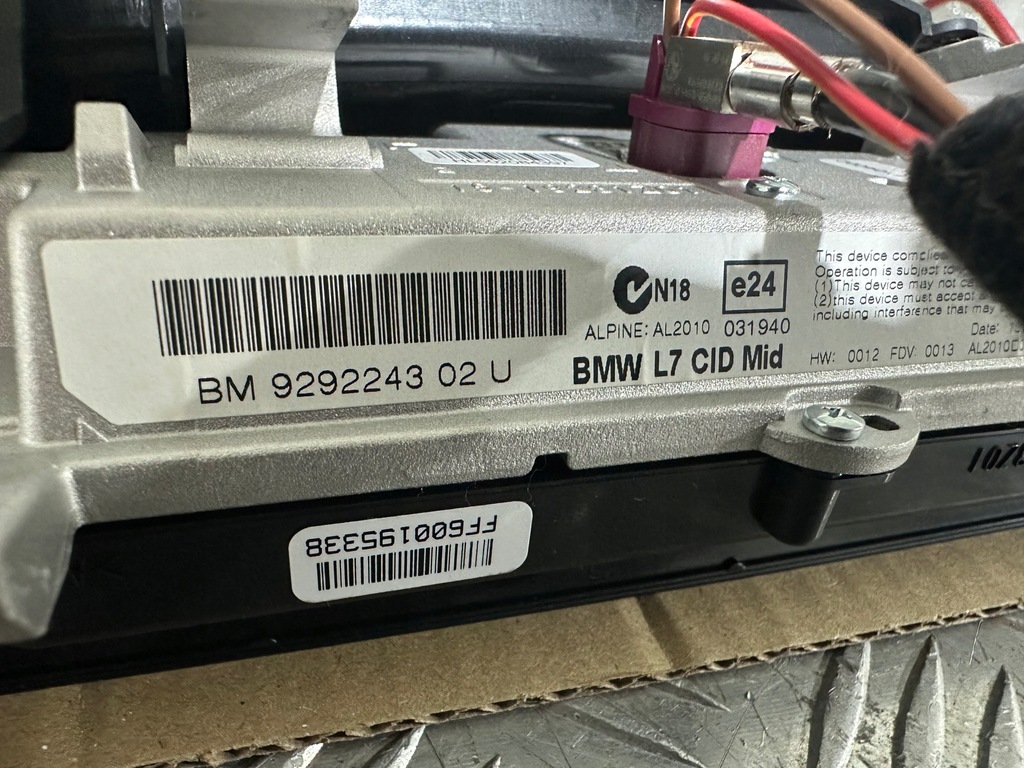 BM 9292243 02 U
N18
e24
ALPINE: AL2010 031940
BMW L7 CID Mid
This device complies
Operation is subject to
(1) This device may not
(2) this device must accept
including interference that may
Date:
HW: 0012 FDV: 0013
FF600195338